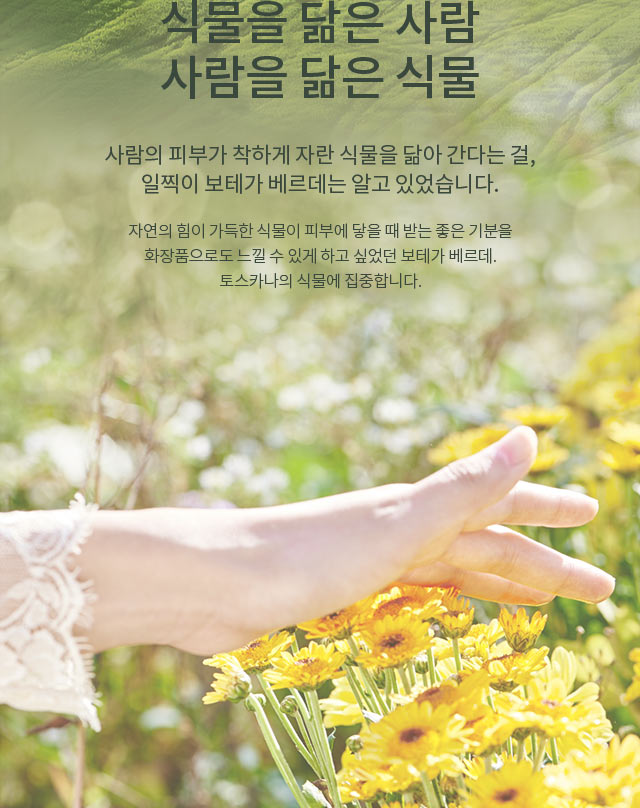 식물을 닮은 사람
사람을 닮은 식물
사람의 피부가 착하게 자란 식물을 닮아 간다는 걸,
일찍이 보테가 베르데는 알고 있었습니다.
자연의 힘이 가득한 식물이 피부에 닿을 때 받는 좋은 기분을
화장품으로도 느낄 수 있게 하고 싶었던 보테가 베르데.
토스카나의 식물에 집중합니다.